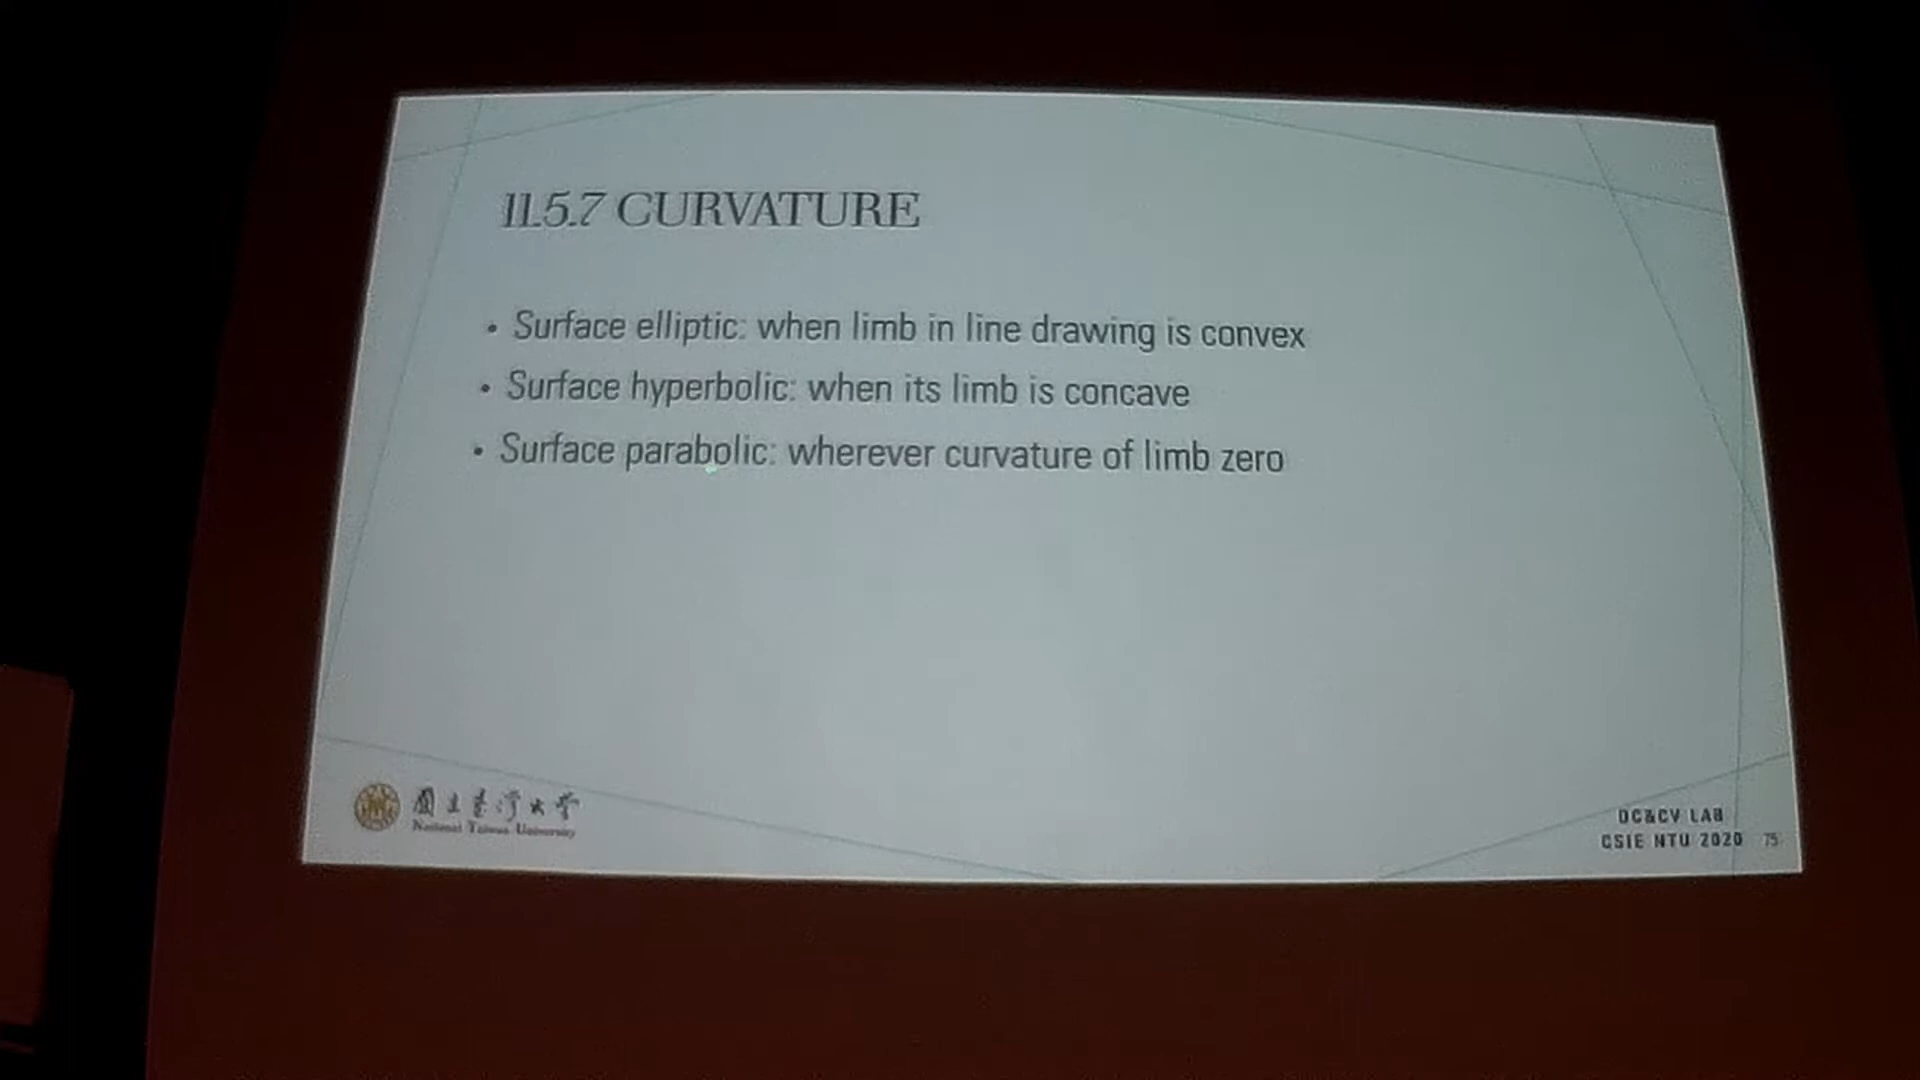 11.5.7 CURVATURE
• Surface elliptic: when limb in line drawing is convex
• Surface hyperbolic: when its limb is concave
• Surface parabolic: wherever curvature of limb zero
國立臺灣大學
National Taiwan University
DC&CV LAB
CSIE NTU 2020 75